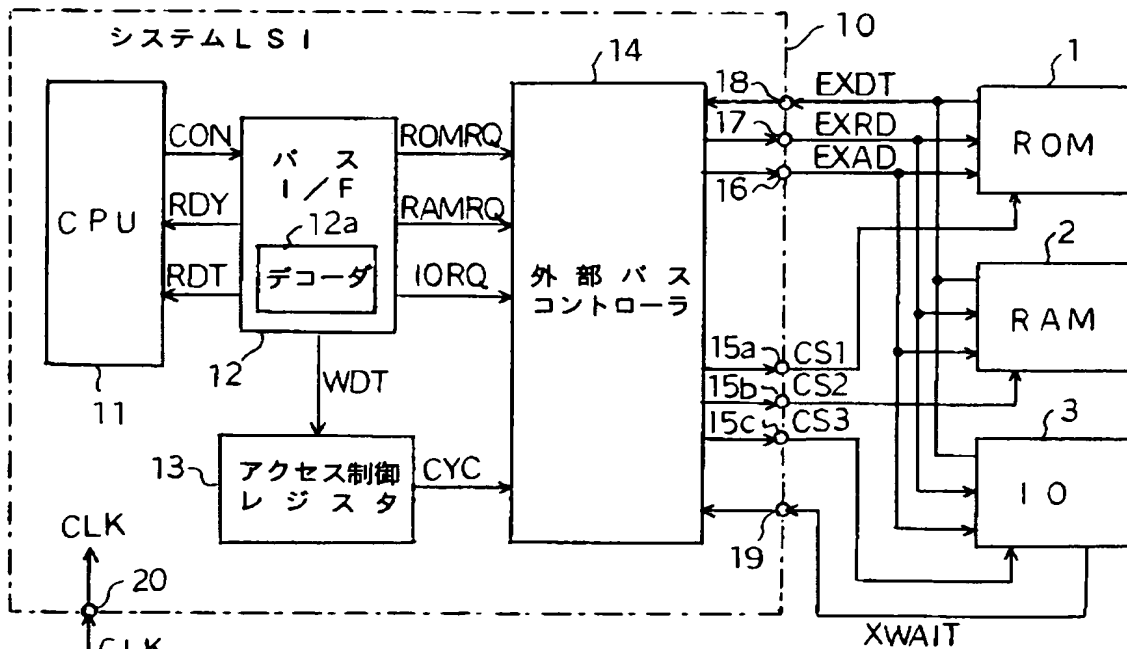 システムLSI
10
14
1
18
EXDT
17
EXRD
16
EXAD
ROM
CON
ROMRQ
バス
I/F
CPU
RDY
RAMRQ
12a
デコーダ
RDT
IORQ
外部バス
コントローラ
2
RAM
11
12
WDT
15a
CS1
15b
CS2
15c
CS3
3
IO
13
アクセス制御
レジスタ
CYC
19
CLK
20
XWAIT
CLK